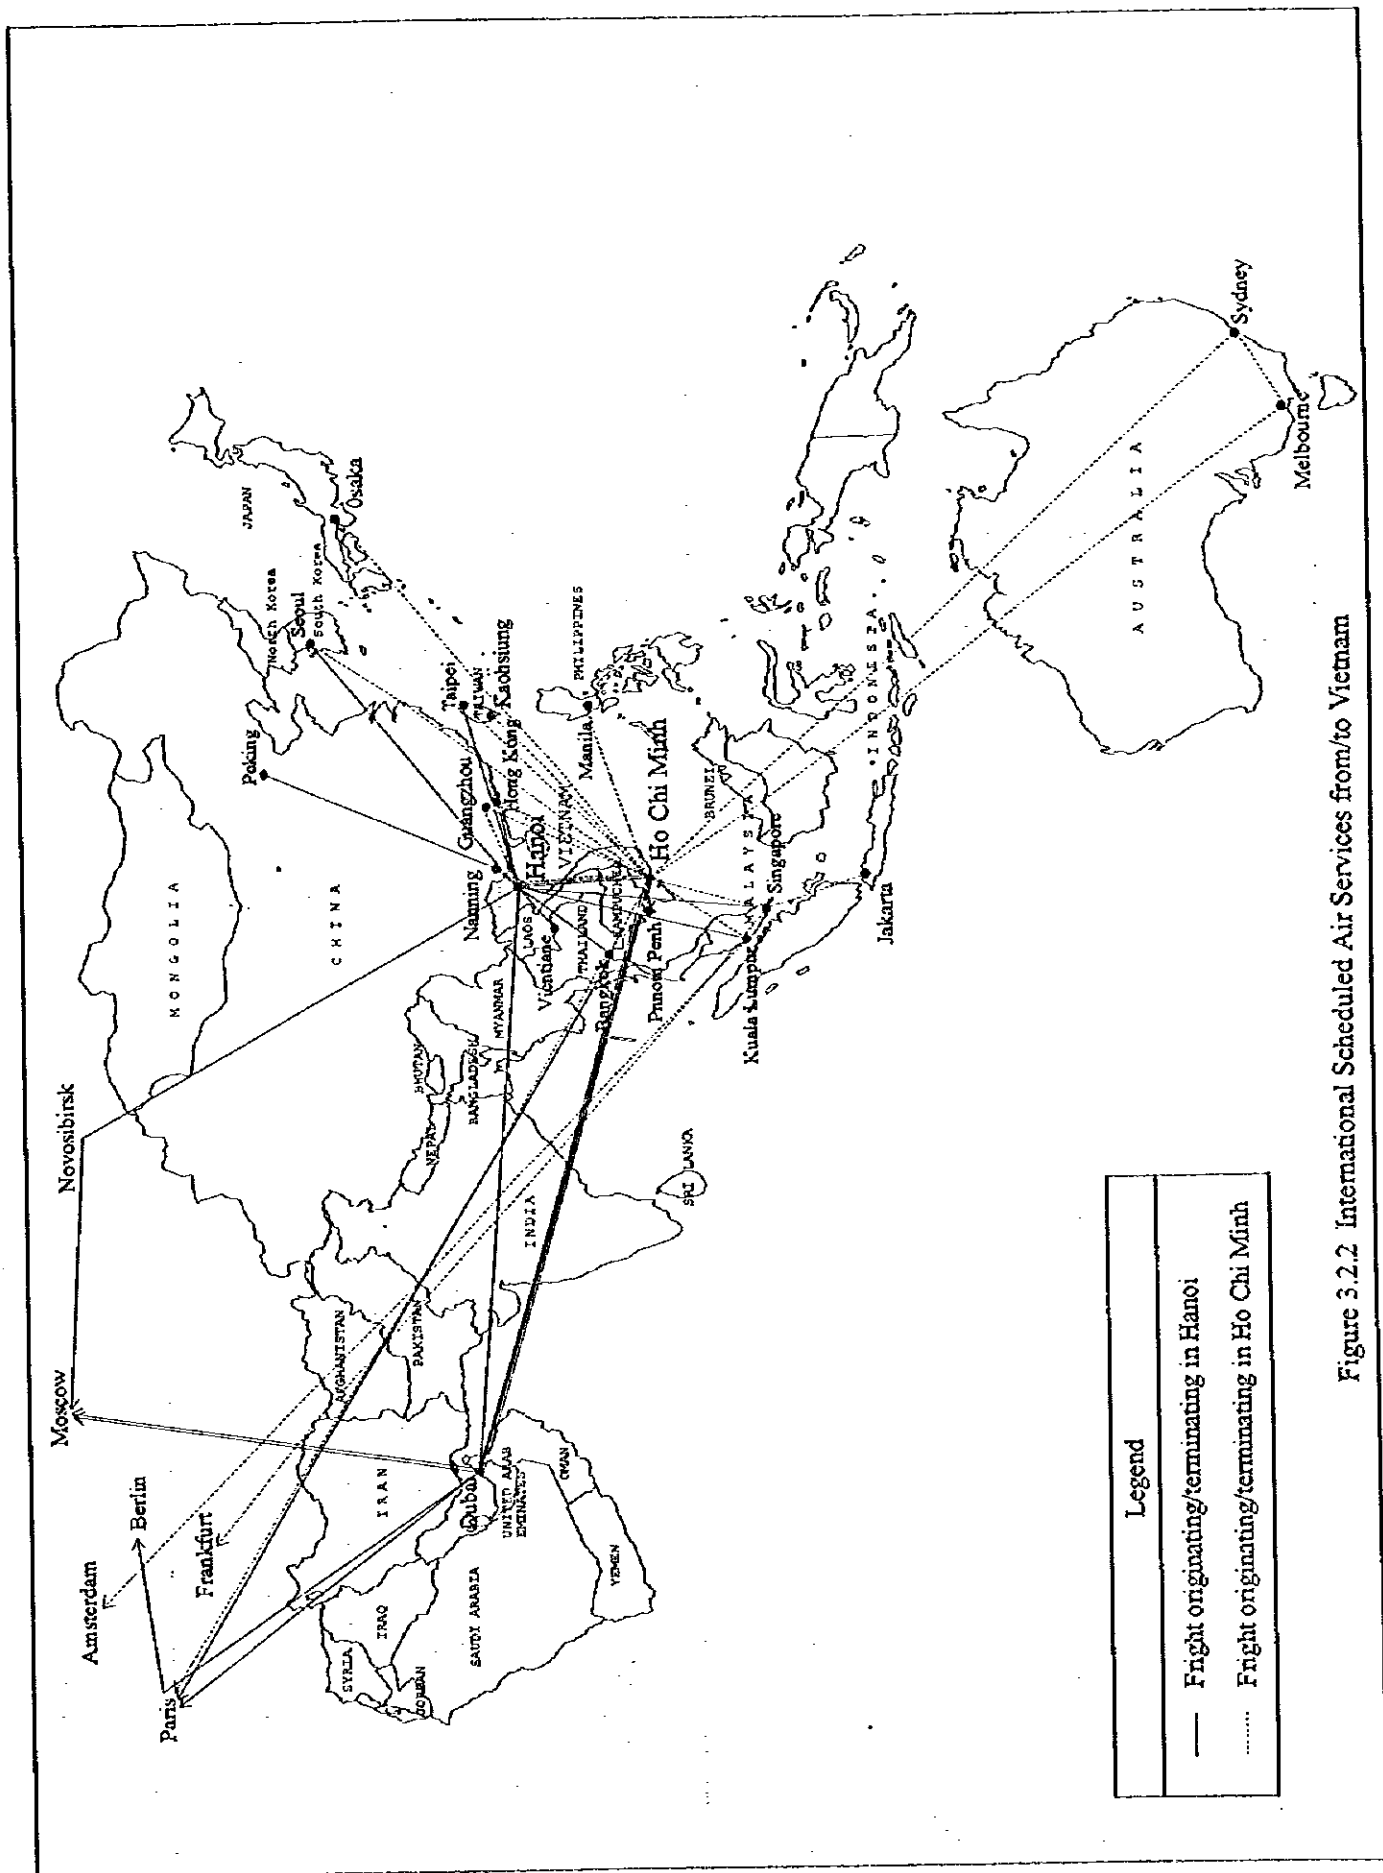 Moscow
Novosibirsk
Amsterdam
Berlin
Paris
Frankfurt
MONGOLIA
CHINA
Peking
North Korea
Seoul
South Korea
JAPAN
Osaka
SYRIA
IRAQ
JORDAN
IRAN
AFGHANISTAN
PAKISTAN
NEPAL
BHUTAN
BANGLADESH
MYANMAR
INDIA
SRI LANKA
SAUDI ARABIA
Dubai
UNITED ARAB
EMIRATES
OMAN
YEMEN
Nanning
Guangzhou
Hong Kong
Taipei
TAIWAN
Kaohsiung
Hanoi
LAOS
VIETNAM
Vientiane
THAILAND
KAMPUCHEA
Bangkok
Pnnom Penh
Ho Chi Minh
Manila
PHILIPPINES
BRUNEI
MALAYSIA
Kuala Lumpur
Singapore
Jakarta
INDONESIA
AUSTRALIA
Sydney
Melbourne
Legend
Fright originating/terminating in Hanoi
Fright originating/terminating in Ho Chi Minh
Figure 3.2.2 International Scheduled Air Services from/to Vietnam